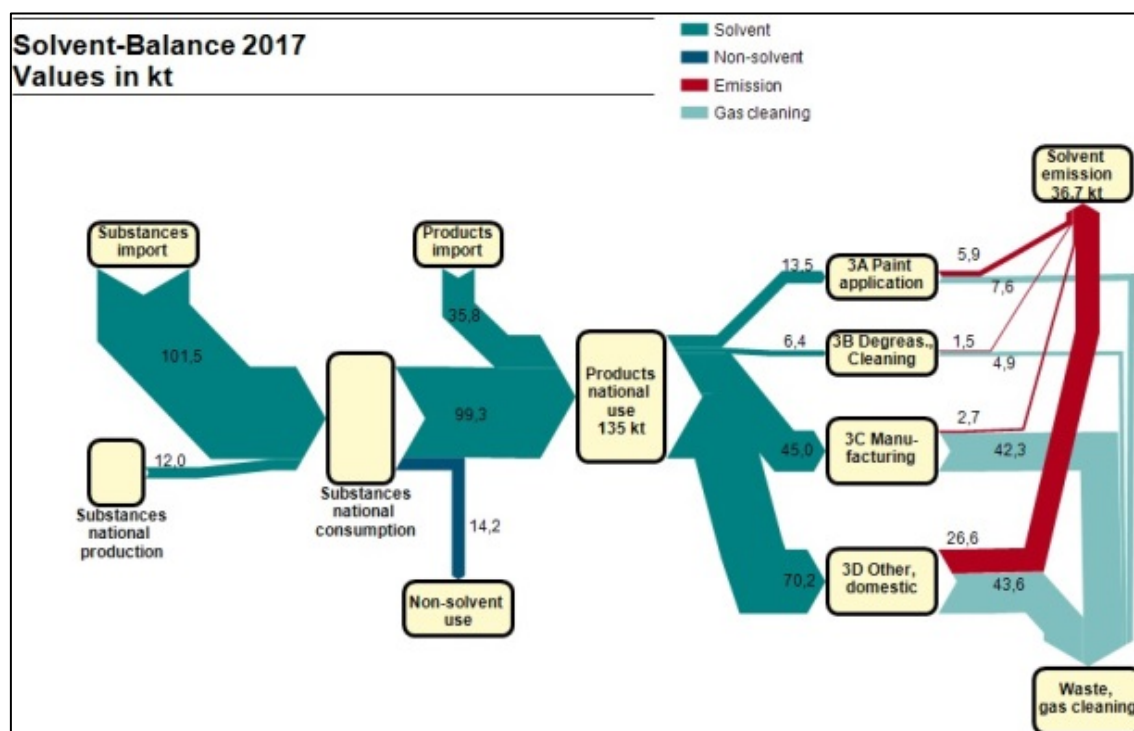 Solvent-Balance 2017
Values in kt
Solvent
Non-solvent
Emission
Gas cleaning
Solvent
emission
36,7 kt
Substances
import
Products
import
101,5
35,8
12,0
Substances
national
production
Substances
national
consumption
99,3
14,2
Non-solvent
use
Products
national
use
135 kt
13,5
3A Paint
application
5,9
7,6
6,4
3B Degreas.,
Cleaning
1,5
4,9
45,0
3C Manu-
facturing
2,7
42,3
70,2
3D Other,
domestic
26,6
43,6
Waste,
gas cleaning